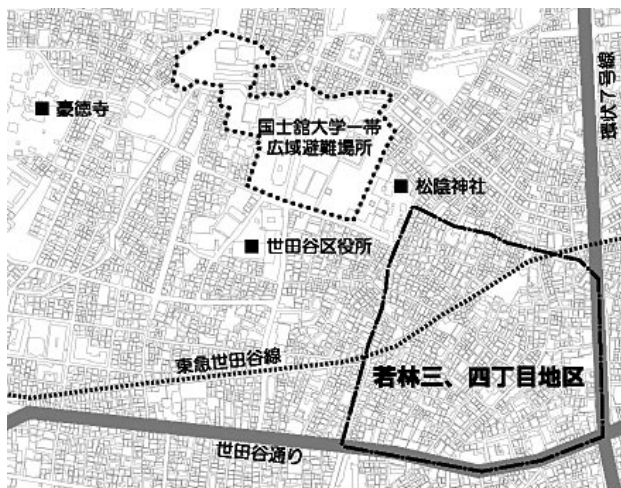 環状7号線
■ 豪徳寺
国士舘大学一帯
広域避難場所
■ 松陰神社
■ 世田谷区役所
東急世田谷線
若林三、四丁目地区
世田谷通り